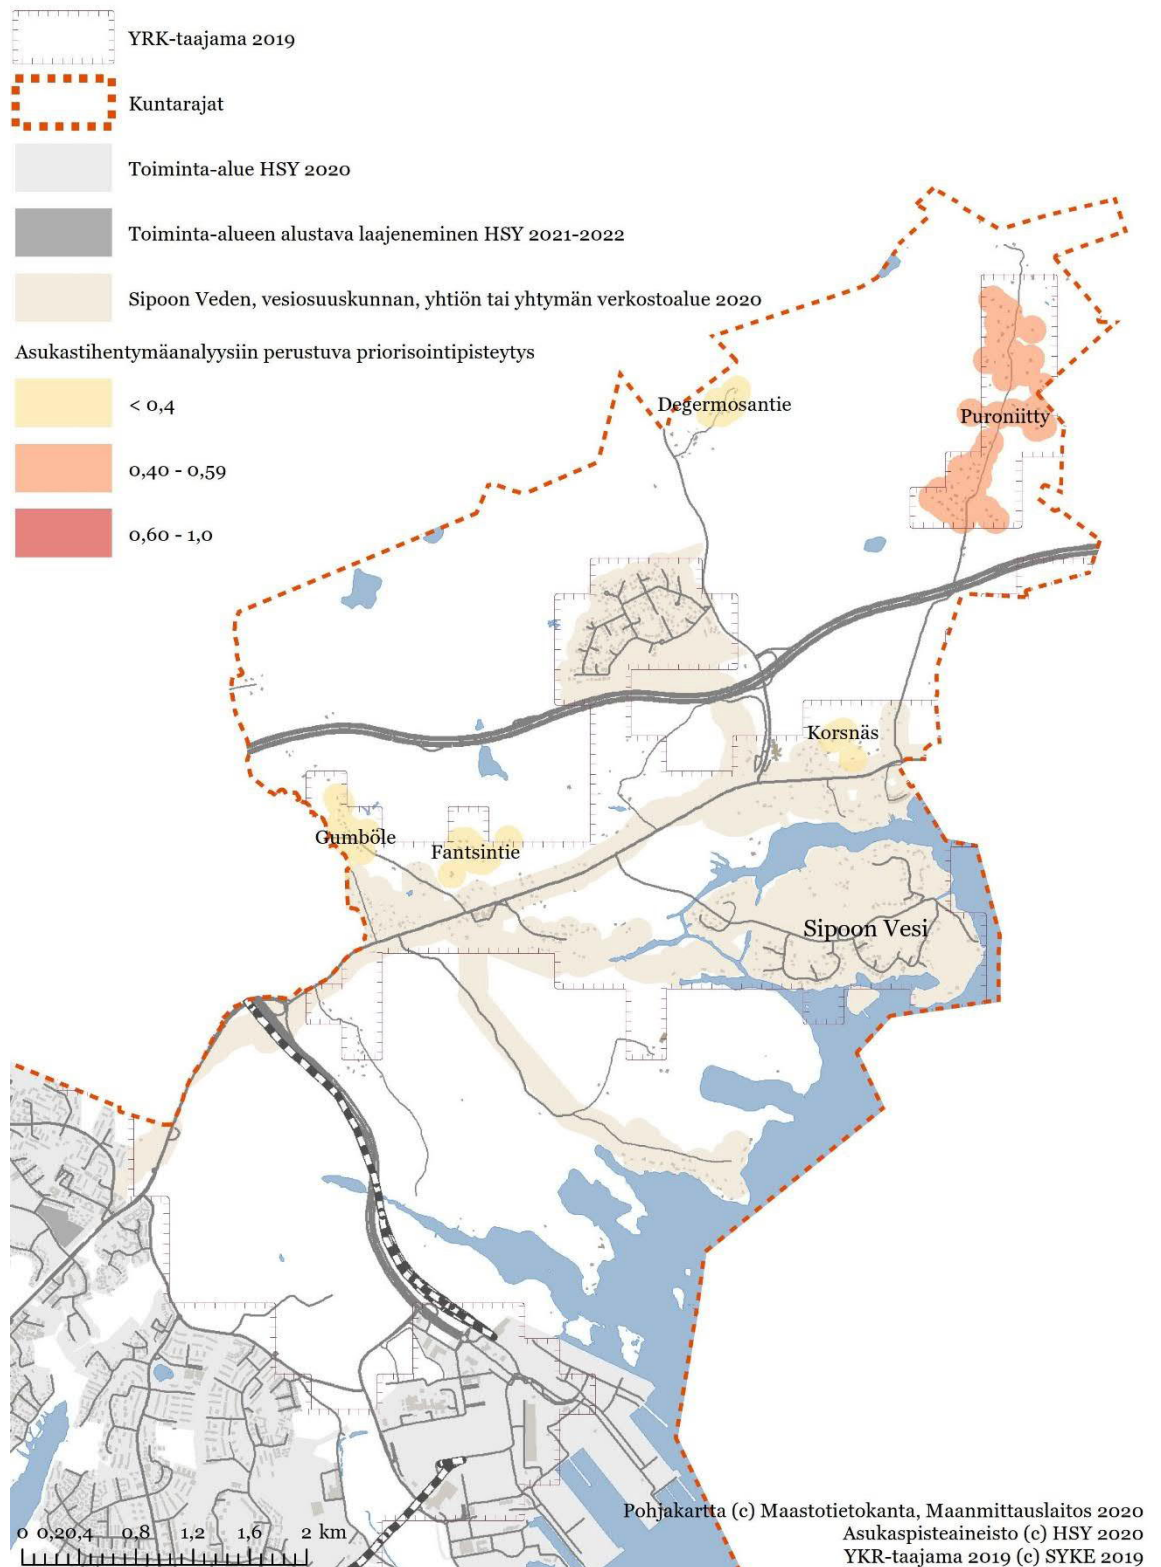 YRK-taajama 2019
Kuntarajat
Toiminta-alue HSY 2020
Toiminta-alueen alustava laajeneminen HSY 2021-2022
Sipoon Veden, vesiosuuskunnan, yhtiön tai yhtymän verkostoalue 2020
Asukastihentymäanalyysiin perustuva priorisointipisteytys
< 0,4
0,40 - 0,59
0,60 - 1,0
Degermosantie
Puroniitty
Korsnäs
Gumböle
Fantsintie
Sipoon Vesi
0 0,20,4 0,8 1,2 1,6 2 km
Pohjakartta (c) Maastotietokanta, Maanmittauslaitos 2020
Asukaspisteaineisto (c) HSY 2020
YKR-taajama 2019 (c) SYKE 2019